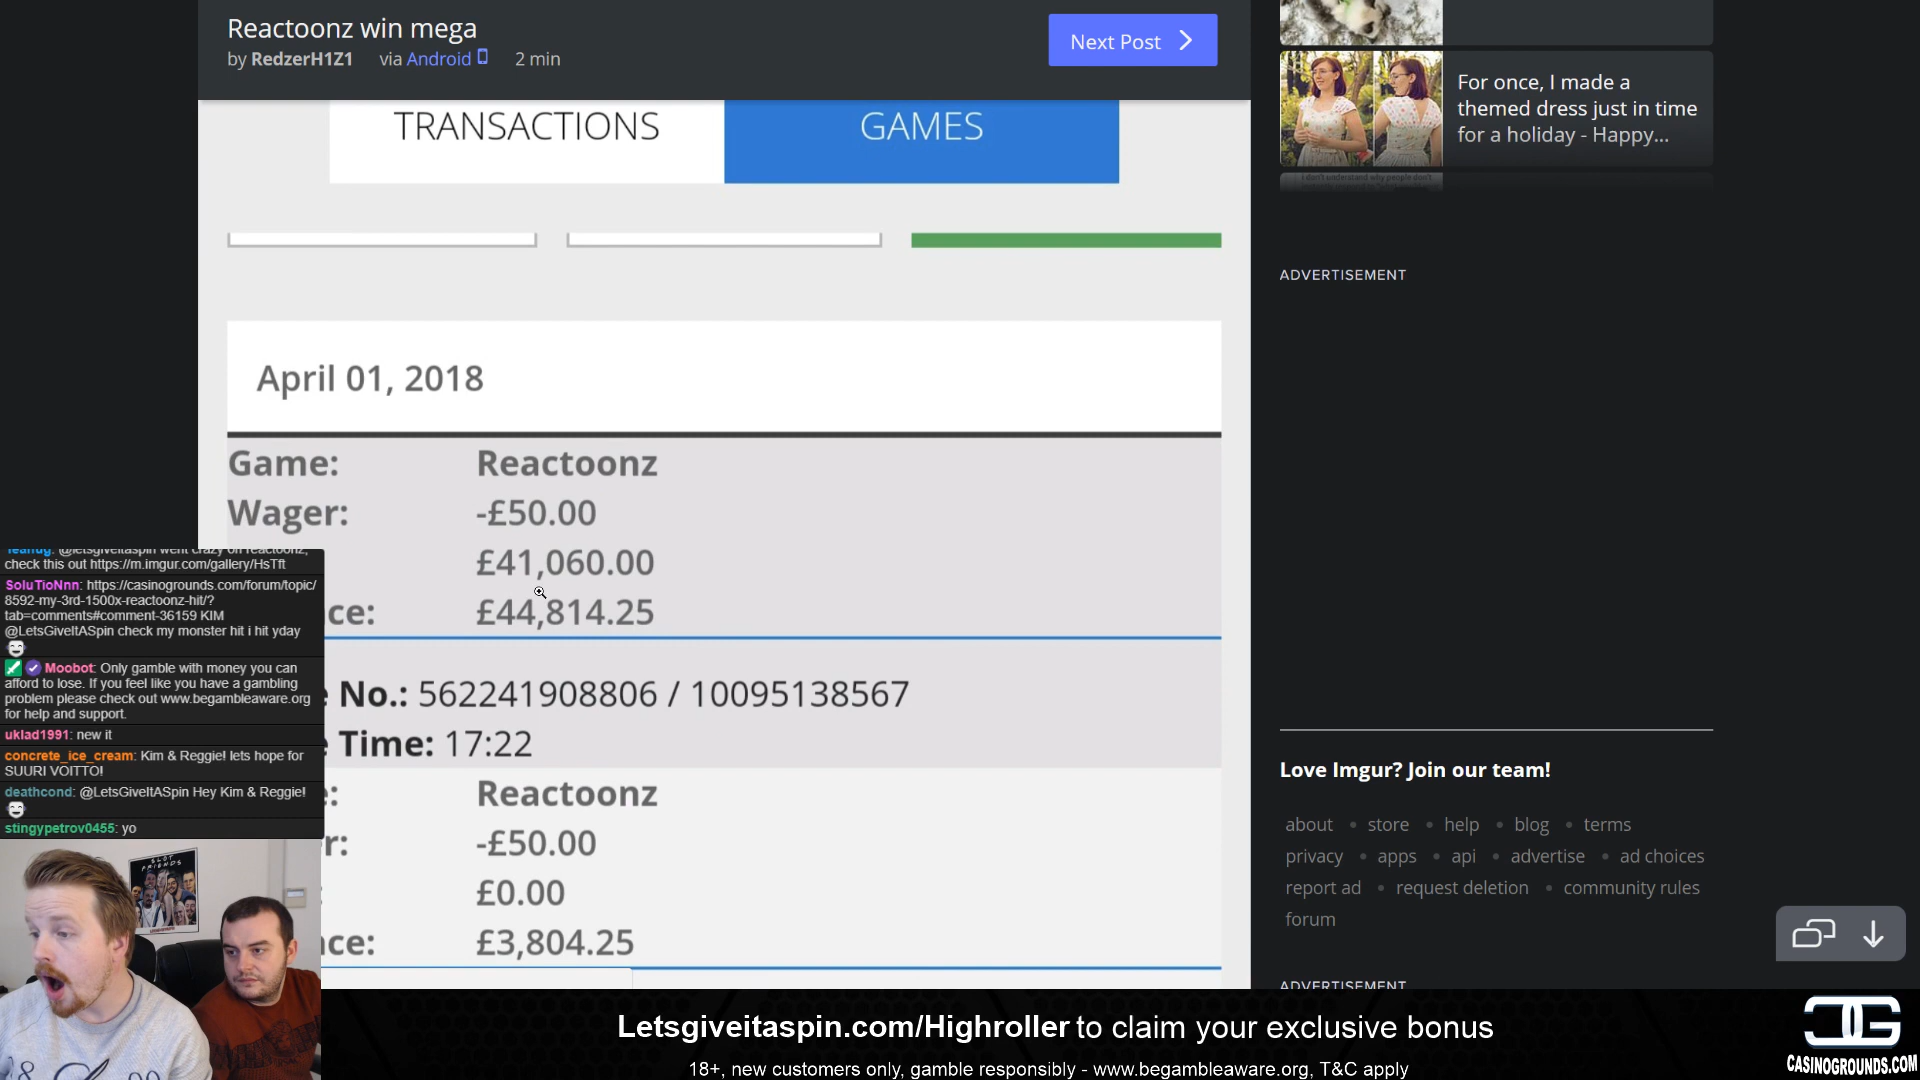 Reactoonz win mega
by RedzerH1Z1 via Android 2 min
Next Post
TRANSACTIONS
GAMES
April 01, 2018
Game: Reactoonz
Wager: -£50.00
£41,060.00
ce: £44,814.25
No.: 562241908806 / 10095138567
Time: 17:22
: Reactoonz
r: -£50.00
£0.00
ce: £3,804.25
For once, I made a
themed dress just in time
for a holiday - Happy...
ADVERTISEMENT
Love Imgur? Join our team!
about • store • help • blog • terms
privacy • apps • api • advertise • ad choices
report ad • request deletion • community rules
forum
ADVERTISEMENT
@letsgiveitaspin went crazy on reactoonz,
check this out https://m.imgur.com/gallery/HsTft
SoluTioNnn: https://casinogrounds.com/forum/topic/
8592-my-3rd-1500x-reactoonz-hit/?
tab=comments#comment-36159 KIM
@LetsGiveItASpin check my monster hit i hit yday
Moobot: Only gamble with money you can
afford to lose. If you feel like you have a gambling
problem please check out www.begambleaware.org
for help and support.
uklad1991: new it
concrete_ice_cream: Kim & Reggie! lets hope for
SUURI VOITTO!
deathcond: @LetsGiveItASpin Hey Kim & Reggie!
stingypetrov0455: yo
SLOT
FRIENDS
Letsgiveitaspin.com/Highroller to claim your exclusive bonus
18+, new customers only, gamble responsibly - www.begambleaware.org, T&C apply
CASINOGROUNDS.COM